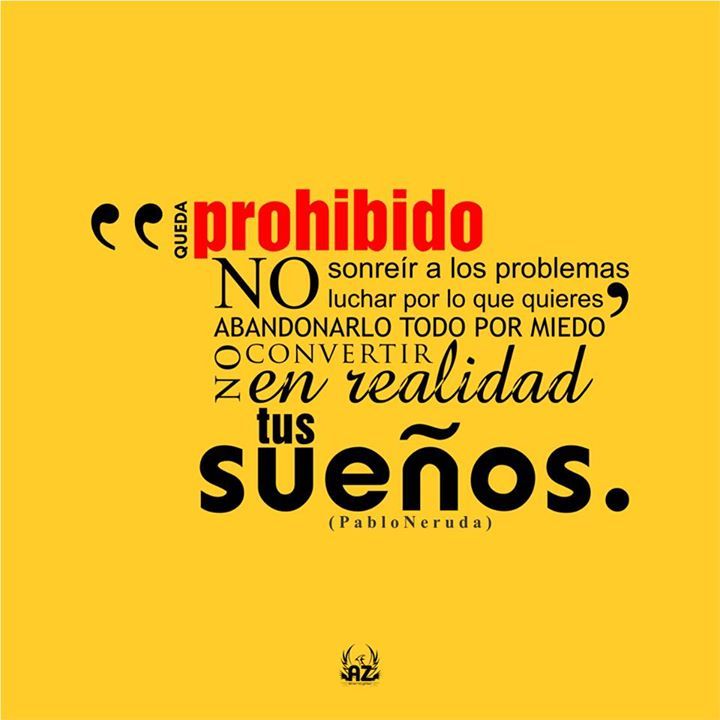 “QUEDA prohibido
NO sonreír a los problemas
luchar por lo que quieres,
ABANDONARLO TODO POR MIEDO
NO CONVERTIR
en realidad
tus
sueños.
(PabloNeruda)
AZ